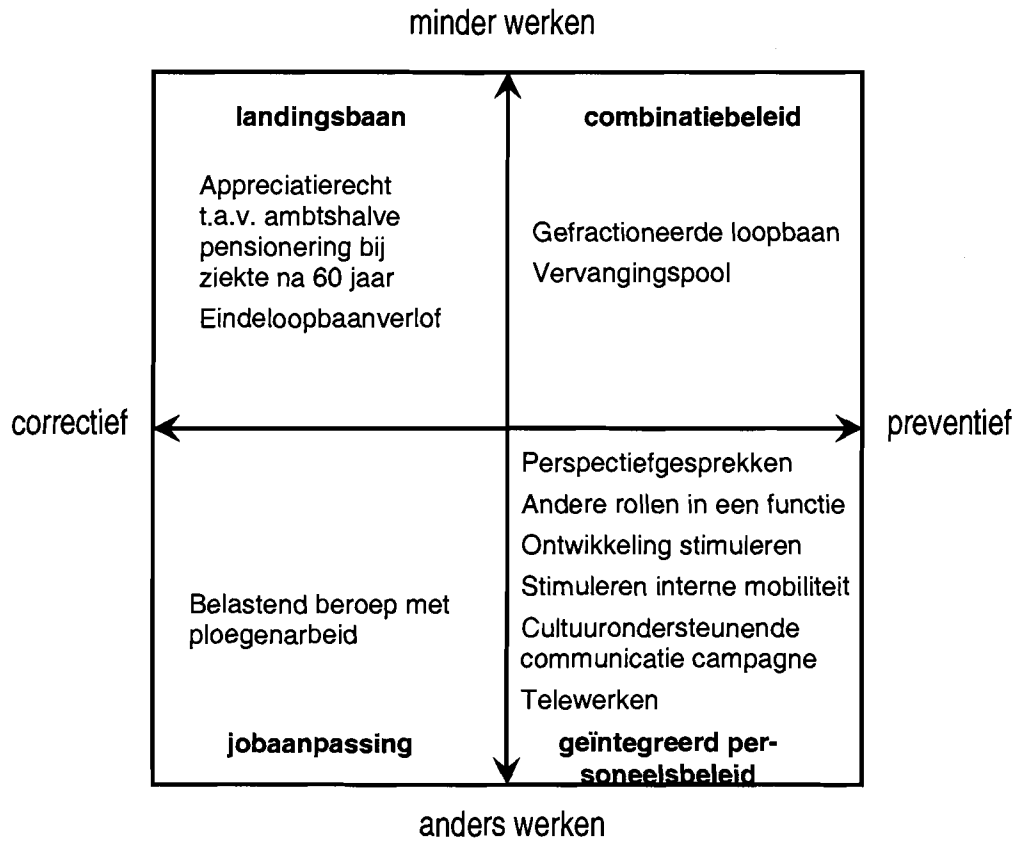 minder werken
landingsbaan
Appreciatierecht
t.a.v. ambtshalve
pensionering bij
ziekte na 60 jaar
Eindeloopbaanverlof
combinatiebeleid
Gefractioneerde loopbaan
Vervangingspool
correctief
preventief
Belastend beroep met
ploegenarbeid
jobaanpassing
Perspectiefgesprekken
Andere rollen in een functie
Ontwikkeling stimuleren
Stimuleren interne mobiliteit
Cultuurondersteunende
communicatie campagne
Telewerken
geïntegreerd per-
soneelsbeleid
anders werken